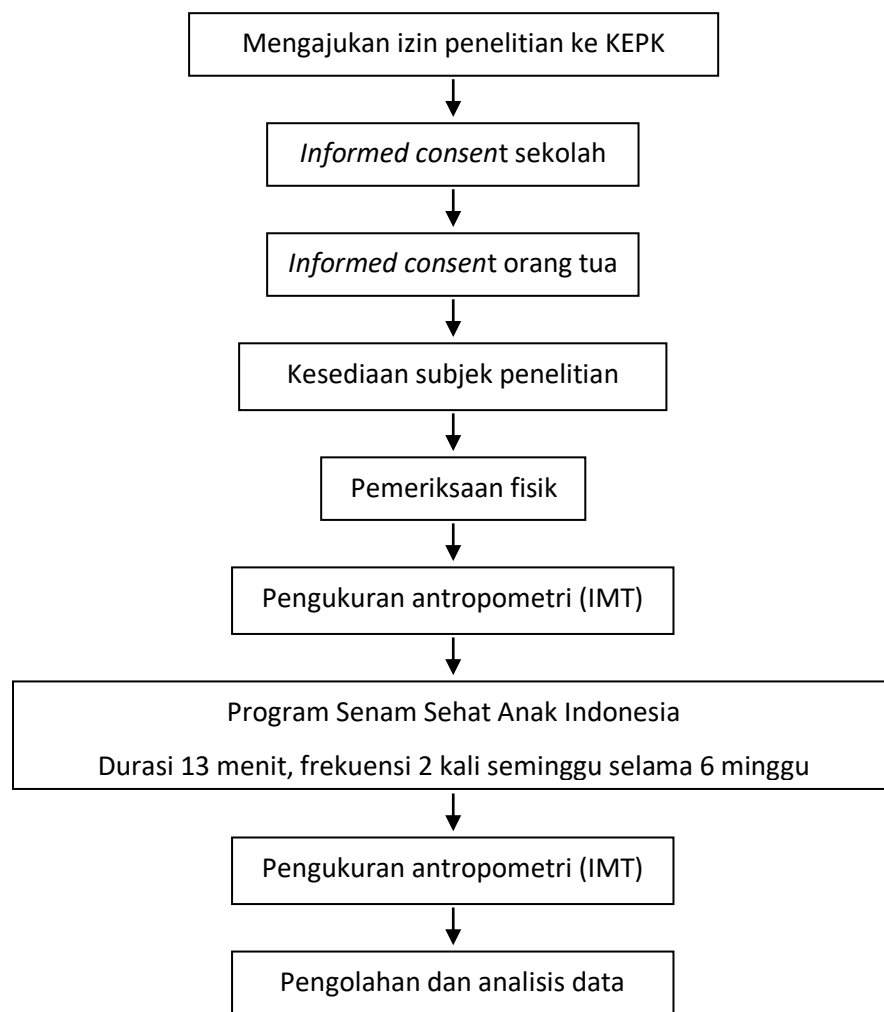 Mengajukan izin penelitian ke KEPK
Informed consent sekolah
Informed consent orang tua
Kesediaan subjek penelitian
Pemeriksaan fisik
Pengukuran antropometri (IMT)
Program Senam Sehat Anak Indonesia
Durasi 13 menit, frekuensi 2 kali seminggu selama 6 minggu
Pengukuran antropometri (IMT)
Pengolahan dan analisis data